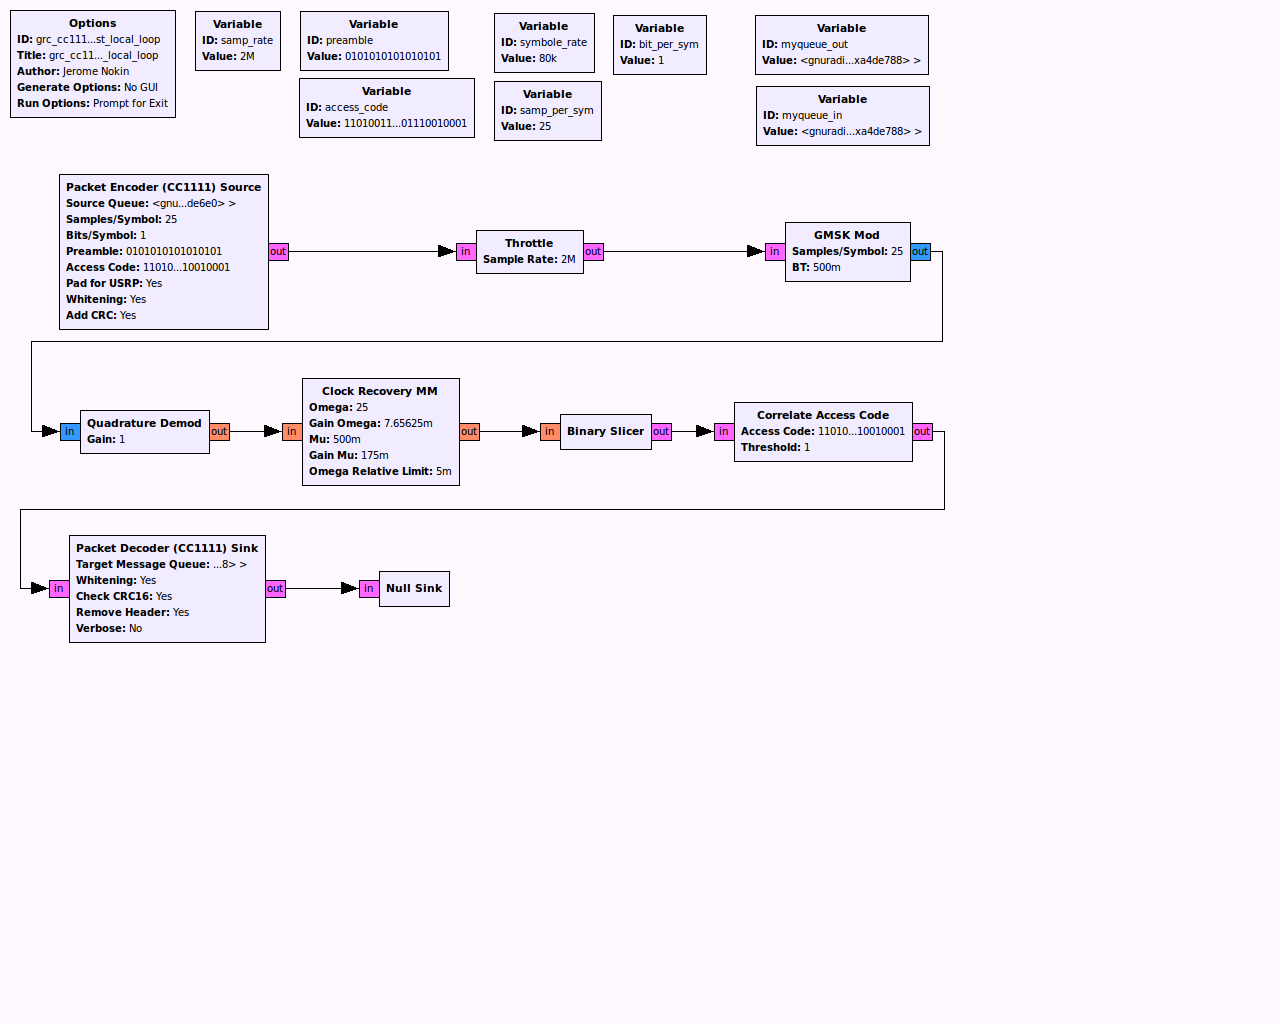 Options
ID: grc_cc111...st_local_loop
Title: grc_cc11..._local_loop
Author: Jerome Nokin
Generate Options: No GUI
Run Options: Prompt for Exit
Variable
ID: samp_rate
Value: 2M
Variable
ID: preamble
Value: 0101010101010101
Variable
ID: access_code
Value: 11010011...01110010001
Variable
ID: symbole_rate
Value: 80k
Variable
ID: samp_per_sym
Value: 25
Variable
ID: bit_per_sym
Value: 1
Variable
ID: myqueue_out
Value: <gnuradi...xa4de788> >
Variable
ID: myqueue_in
Value: <gnuradi...xa4de788> >
Packet Encoder (CC1111) Source
Source Queue: <gnu...de6e0> >
Samples/Symbol: 25
Bits/Symbol: 1
Preamble: 0101010101010101
Access Code: 11010...10010001
Pad for USRP: Yes
Whitening: Yes
Add CRC: Yes
out
in
Throttle
Sample Rate: 2M
out
in
GMSK Mod
Samples/Symbol: 25
BT: 500m
out
in
Quadrature Demod
Gain: 1
out
in
Clock Recovery MM
Omega: 25
Gain Omega: 7.65625m
Mu: 500m
Gain Mu: 175m
Omega Relative Limit: 5m
out
in
Binary Slicer
out
in
Correlate Access Code
Access Code: 11010...10010001
Threshold: 1
out
in
Packet Decoder (CC1111) Sink
Target Message Queue: ...8> >
Whitening: Yes
Check CRC16: Yes
Remove Header: Yes
Verbose: No
out
in
Null Sink